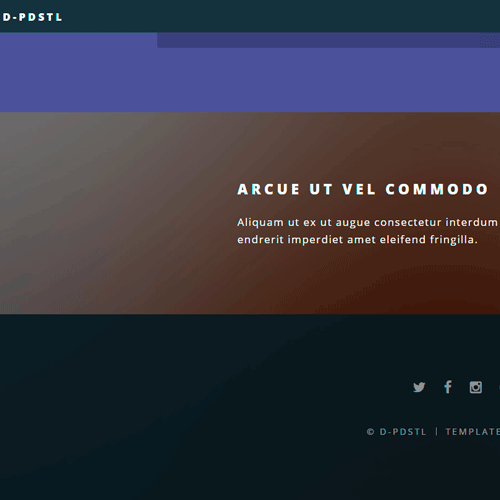 D-PDSTL
ARCUE UT VEL COMMODO
Aliquam ut ex ut augue consectetur interdum
endrerit imperdiet amet eleifend fringilla.
© D-PDSTL | TEMPLATE